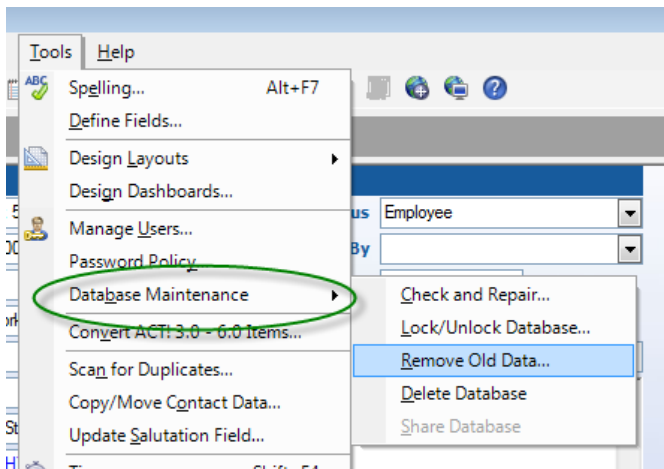 Tools Help
ABC
Spelling... Alt+F7
Define Fields...
Design Layouts
Design Dashboards...
us Employee
Manage Users...
By
Password Policy...
Database Maintenance
Check and Repair...
Convert ACT! 3.0 - 6.0 Items...
Lock/Unlock Database...
Scan for Duplicates...
Remove Old Data...
Copy/Move Contact Data...
Delete Database
Update Salutation Field...
Share Database
St